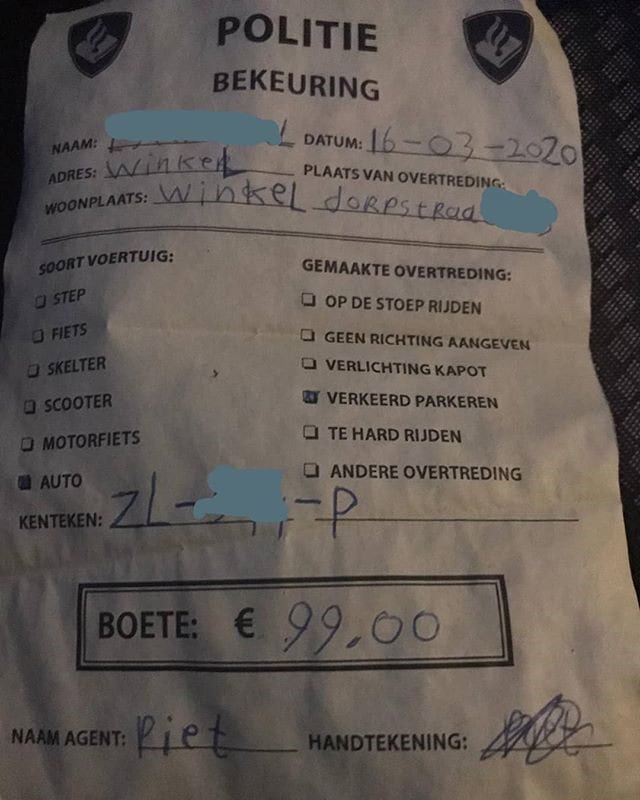 POLITIE
BEKEURING
NAAM: DATUM: 16-03-2020
ADRES: Winkel PLAATS VAN OVERTREDING:
WOONPLAATS: Winkel dorpstraa
SOORT VOERTUIG: GEMAAKTE OVERTREDING:
STEP OP DE STOEP RIJDEN
FIETS GEEN RICHTING AANGEVEN
SKELTER VERLICHTING KAPOT
SCOOTER VERKEERD PARKEREN
MOTORFIETS TE HARD RIJDEN
AUTO ANDERE OVERTREDING
KENTEKEN: ZL- -P
BOETE: € 99,00
NAAM AGENT: Piet HANDTEKENING: